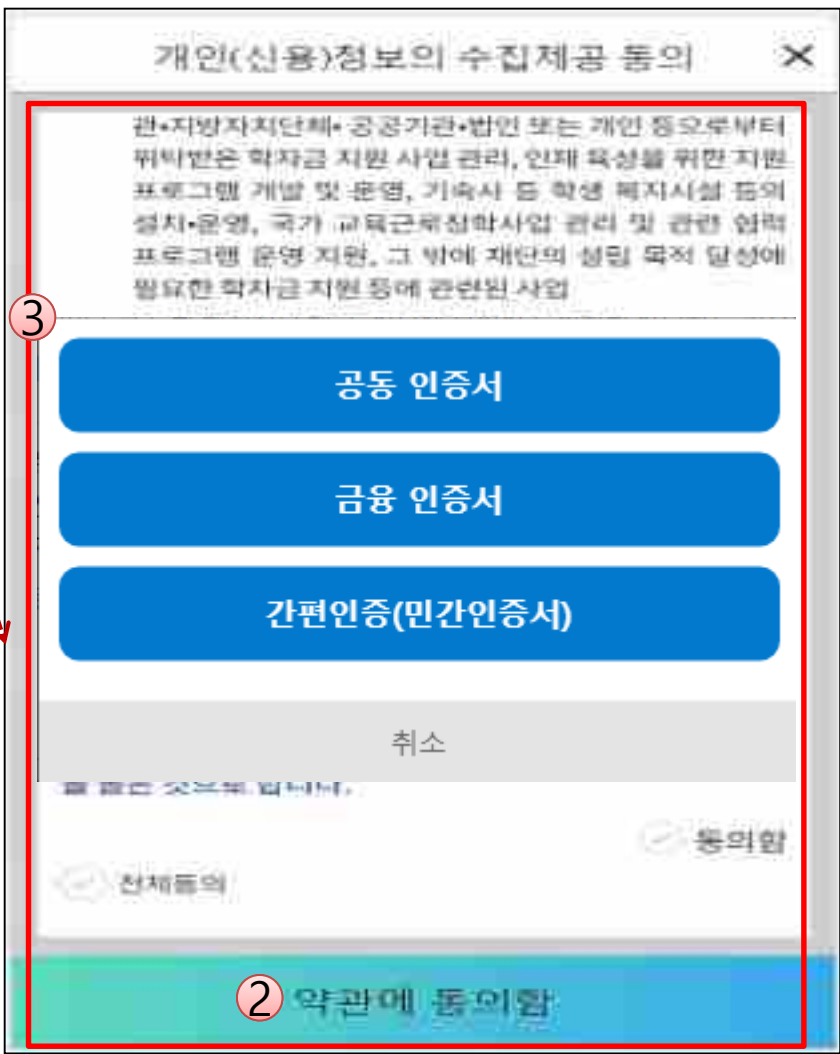 개인(신용)정보의 수집제공 동의 ×
관•지방자치단체• 공공기관•법인 또는 개인 등으로부터
위탁받은 학자금 지원 사업 관리, 인재 육성을 위한 지원
프로그램 개발 및 운영, 기숙사 등 학생 복지시설 등의
설치•운영, 국가 교육근로장학사업 관리 및 관련 협력
프로그램 운영 지원, 그 밖에 재단의 설립 목적 달성에
필요한 학자금 지원 등에 관련된 사업
③
공동 인증서
금융 인증서
간편인증(민간인증서)
취소
동의함
전체동의
② 약관에 동의함